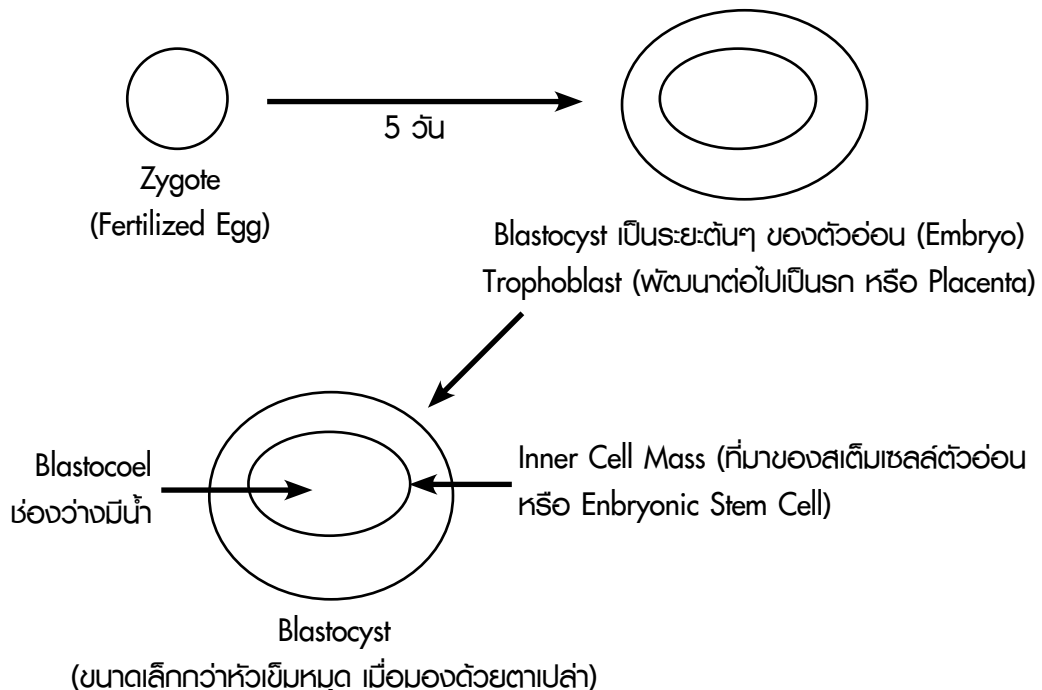 5 วัน
Zygote
(Fertilized Egg)
Blastocyst เป็นระยะต้นๆ ของตัวอ่อน (Embryo)
Trophoblast (พัฒนาต่อไปเป็นรก หรือ Placenta)
Blastocoel
ช่องว่างมีน้ำ
Inner Cell Mass (ที่มาของสเต็มเซลล์ตัวอ่อน
หรือ Enbryonic Stem Cell)
Blastocyst
(ขนาดเล็กกว่าหัวเข็มหมุด เมื่อมองด้วยตาเปล่า)